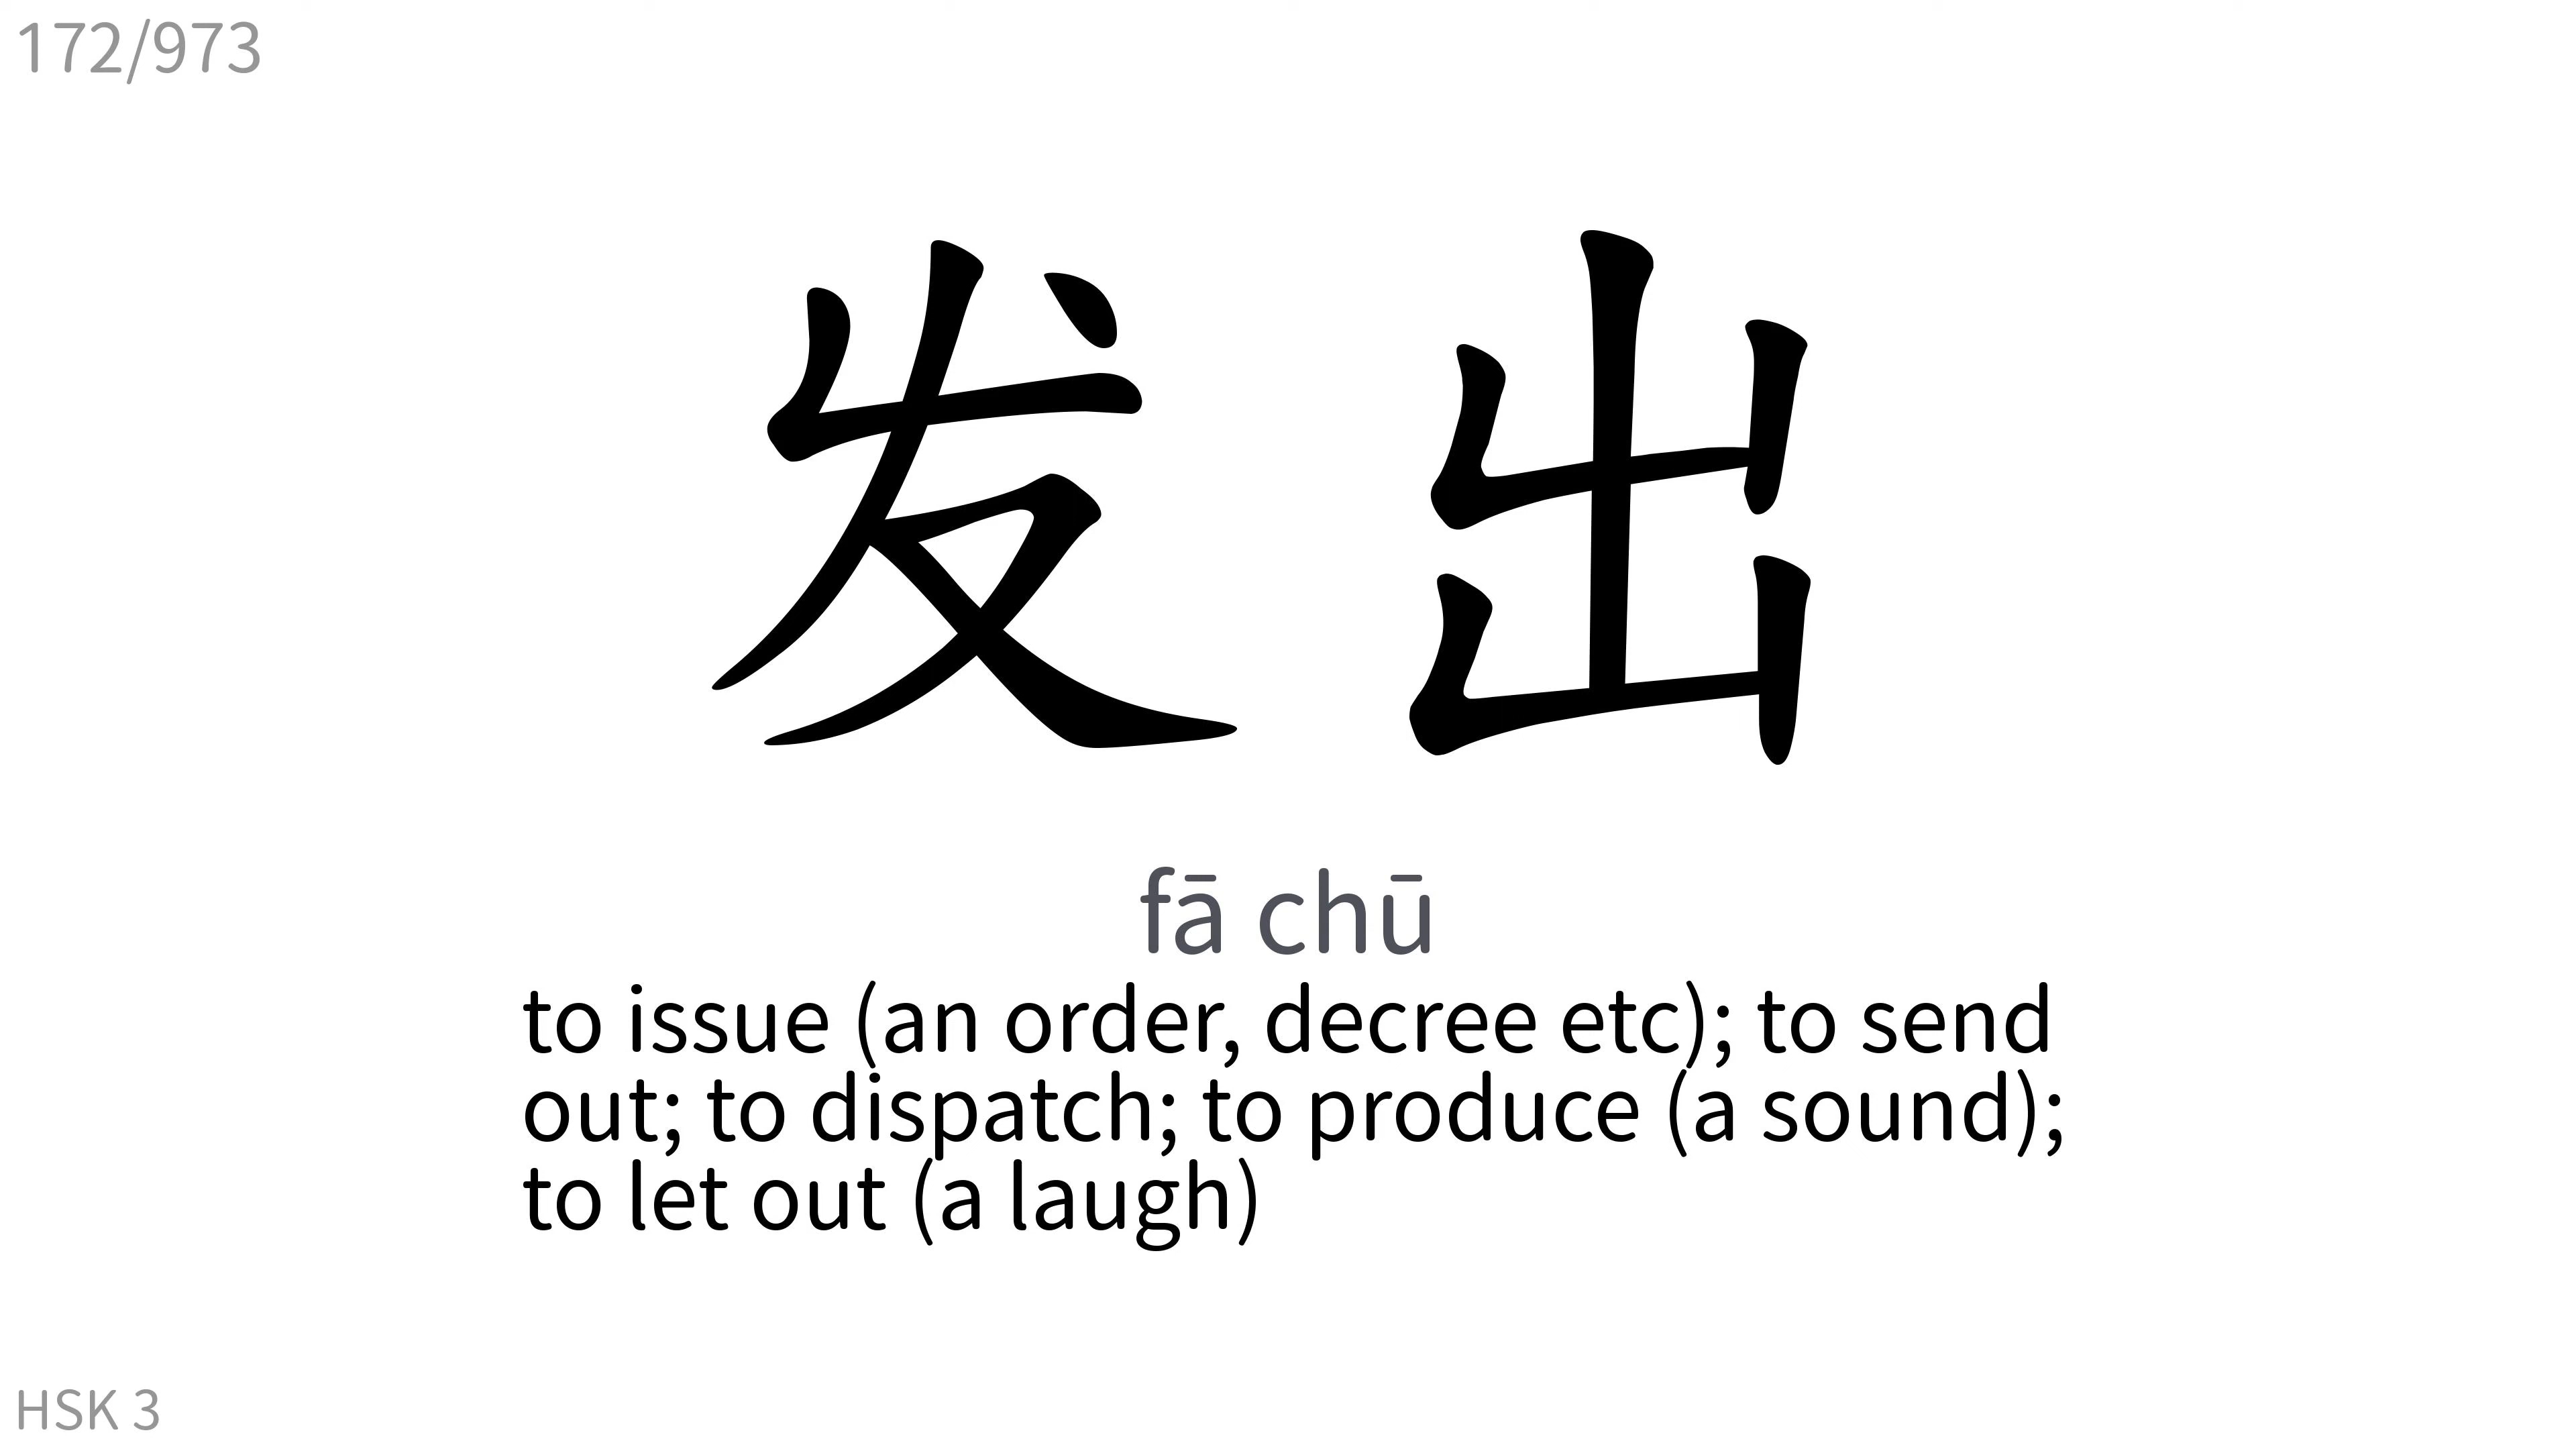 172/973
发出
fā chū
to issue (an order, decree etc); to send
out; to dispatch; to produce (a sound);
to let out (a laugh)
HSK 3